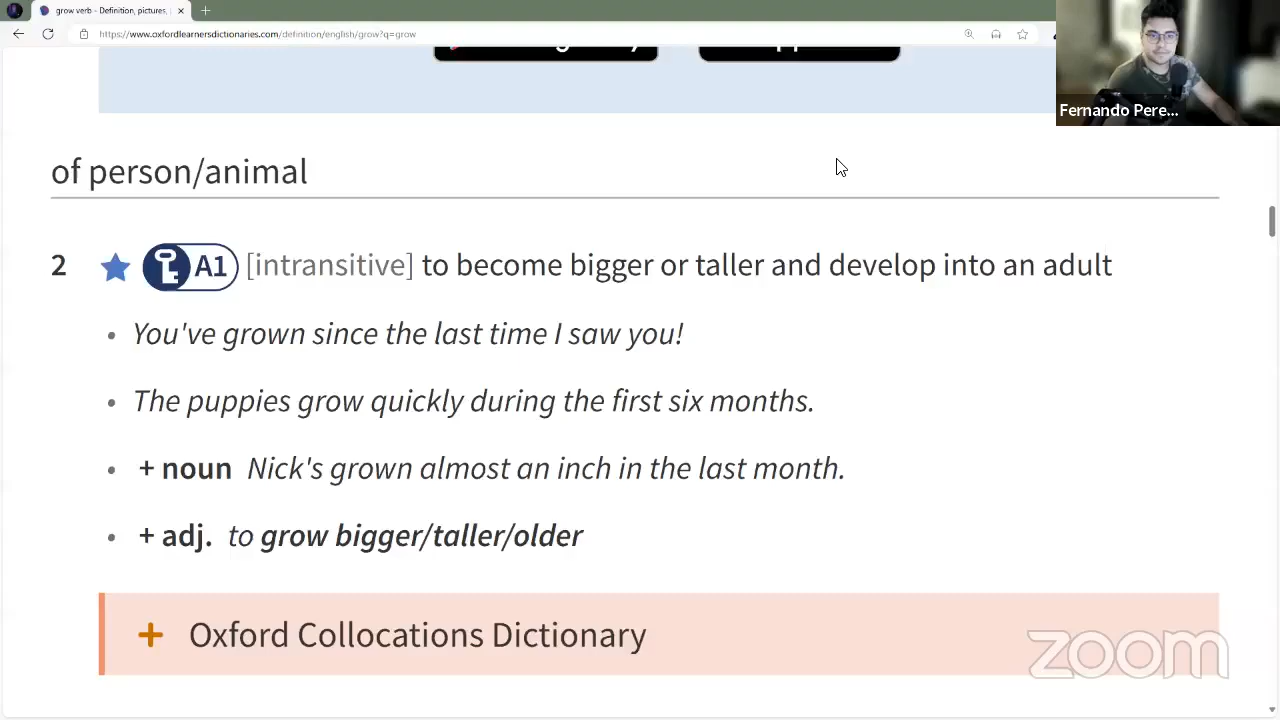 grow verb - Definition, pictures,
https://www.oxfordlearnersdictionaries.com/definition/english/grow?q=grow
Fernando Pere...
of person/animal
2 A1 [intransitive] to become bigger or taller and develop into an adult
• You've grown since the last time I saw you!
• The puppies grow quickly during the first six months.
• + noun Nick's grown almost an inch in the last month.
• + adj. to grow bigger/taller/older
+ Oxford Collocations Dictionary
zoom